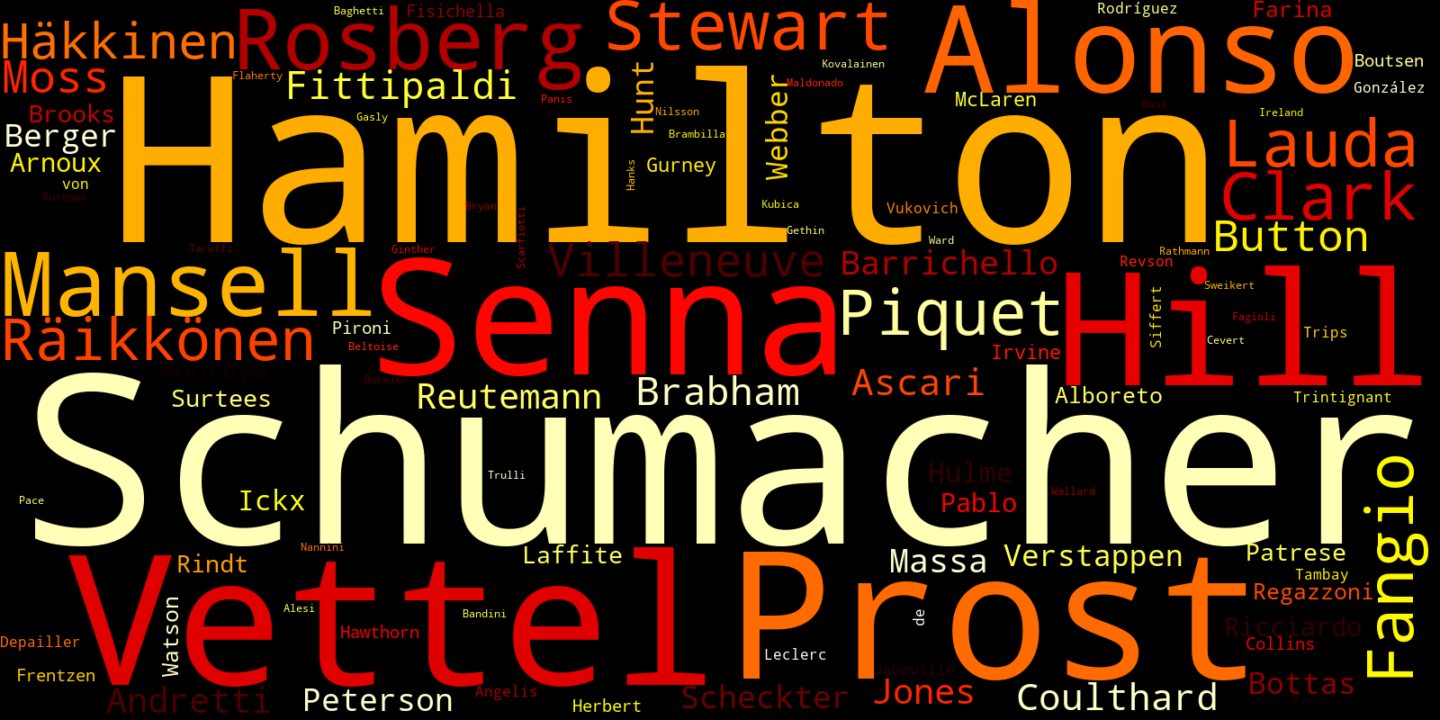 Baghetti
Fisichella
Rodríguez
Farina
Häkkinen
Rosberg
Stewart
Alonso
Moss
Flaherty
Fittipaldi
Hunt
Webber
Kovalainen
Maldonado
Boutsen
González
Brooks
Berger
Panis
Nilsson
McLaren
Mass
Ireland
Arnoux
Gasly
Hamilton
Brambilla
Lauda
von
Hanks
Gurney
Clark
Ruttman
Bryan
Scarfiotti
Kubica
Vukovich
Button
Taruffi
Ginther
Gethin
Ward
Rathmann
Mansell
Villeneuve
Barrichello
Revson
Senna
Piquet
Hill
Siffert
Sweikert
Fagioli
Räikkönen
Pironi
Beltoise
Irvine
Cevert
Trips
Montoya
Bonnier
Surtees
Reutemann
Brabham
Ascari
Alboreto
Trintignant
Schumacher
Pace
Ickx
Trulli
Hulme
Pablo
Wallard
Fangio
Nannini
Rindt
Laffite
Massa
Verstappen
Patrese
Tambay
Vettel
Prost
Regazzoni
Watson
Alesi
Bandini
de
Depailler
Hawthorn
Ricciardo
Collins
Leclerc
Frentzen
Jabouille
Bottas
Andretti
Peterson
Angelis
Herbert
Scheckter
Jones
Coulthard